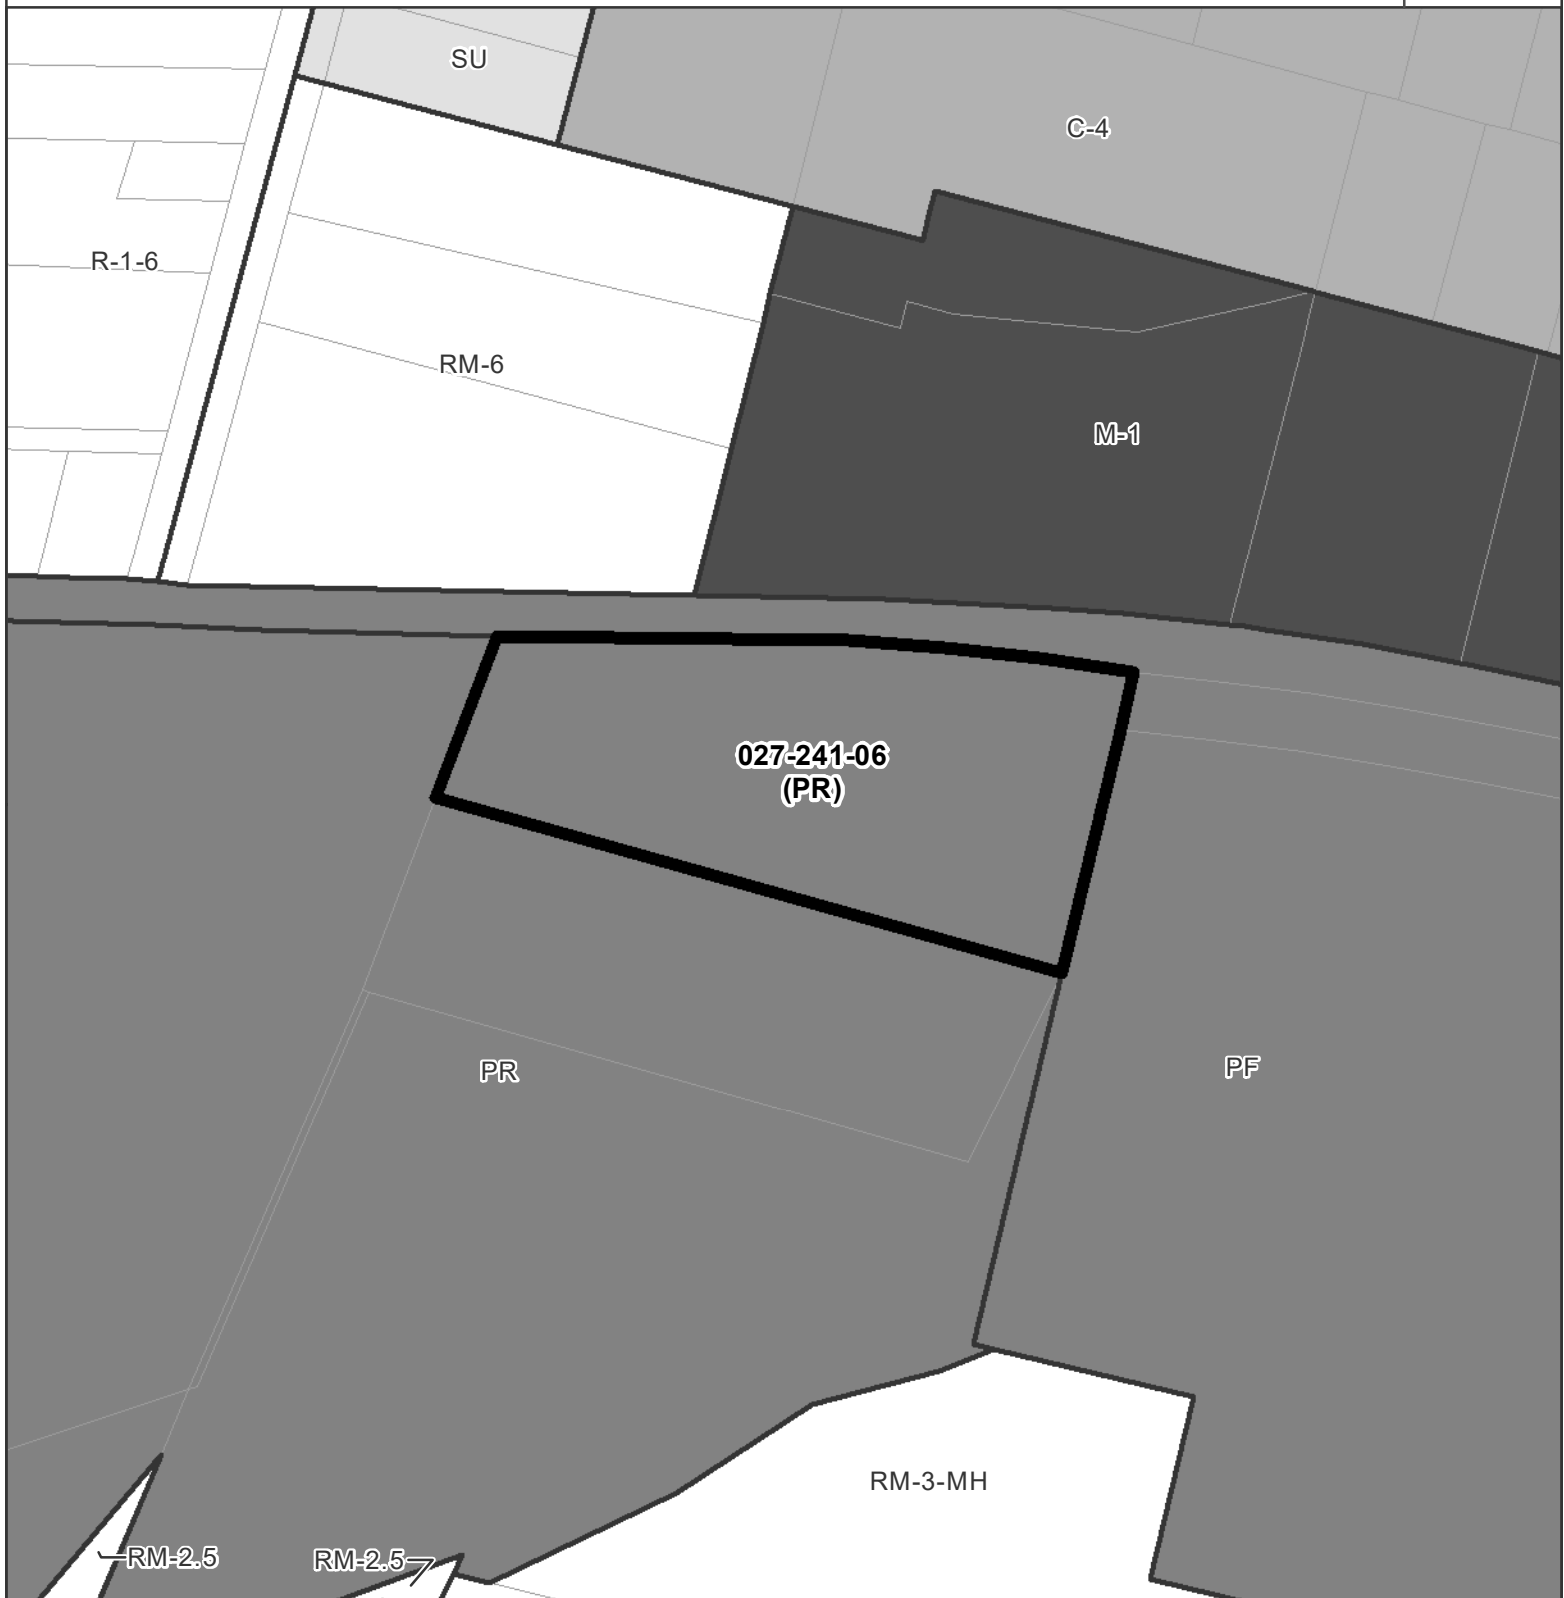 SU
C-4
R-1-6
RM-6
M-1
027-241-06
(PR)
PR
PF
RM-3-MH
RM-2.5
RM-2.5